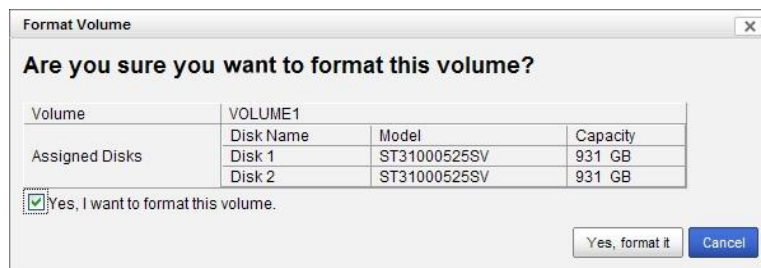 Format Volume
Are you sure you want to format this volume?
Volume VOLUME1
Disk Name Model Capacity
Assigned Disks Disk 1 ST31000525SV 931 GB
Disk 2 ST31000525SV 931 GB
Yes, I want to format this volume.
Yes, format it Cancel